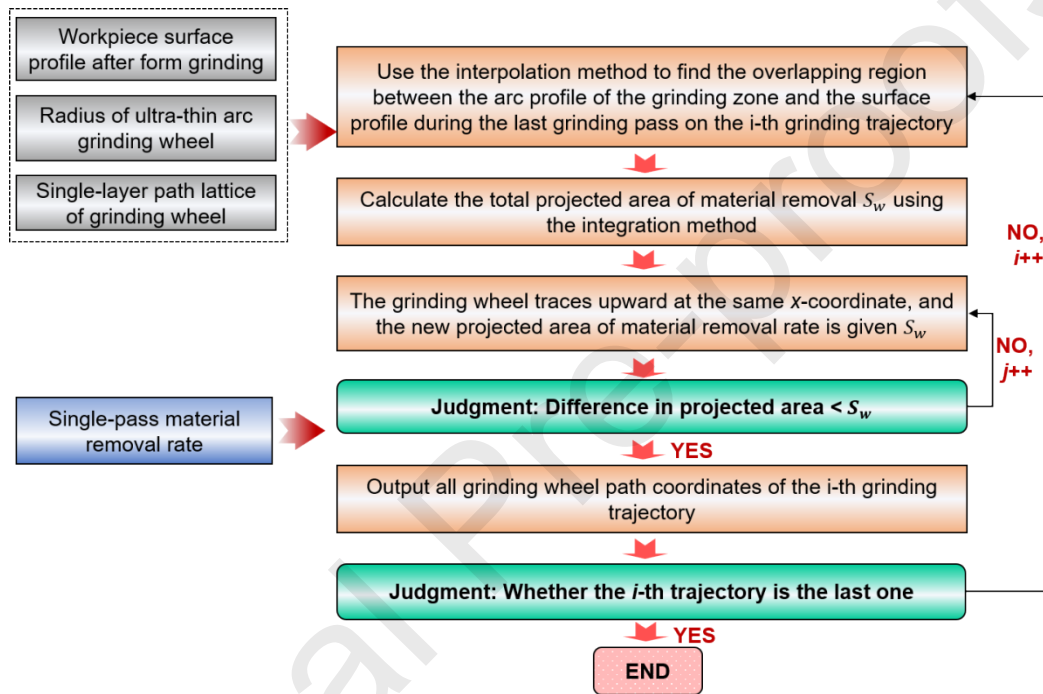 Workpiece surface
profile after form grinding
Radius of ultra-thin arc
grinding wheel
Single-layer path lattice
of grinding wheel
Use the interpolation method to find the overlapping region
between the arc profile of the grinding zone and the surface
profile during the last grinding pass on the i-th grinding trajectory
Calculate the total projected area of material removal S_w using
the integration method
NO,
i++
The grinding wheel traces upward at the same x-coordinate, and
the new projected area of material removal rate is given S_w
NO,
j++
Single-pass material
removal rate
Judgment: Difference in projected area < S_w
YES
Output all grinding wheel path coordinates of the i-th grinding
trajectory
Judgment: Whether the i-th trajectory is the last one
YES
END
al Pre-proofs